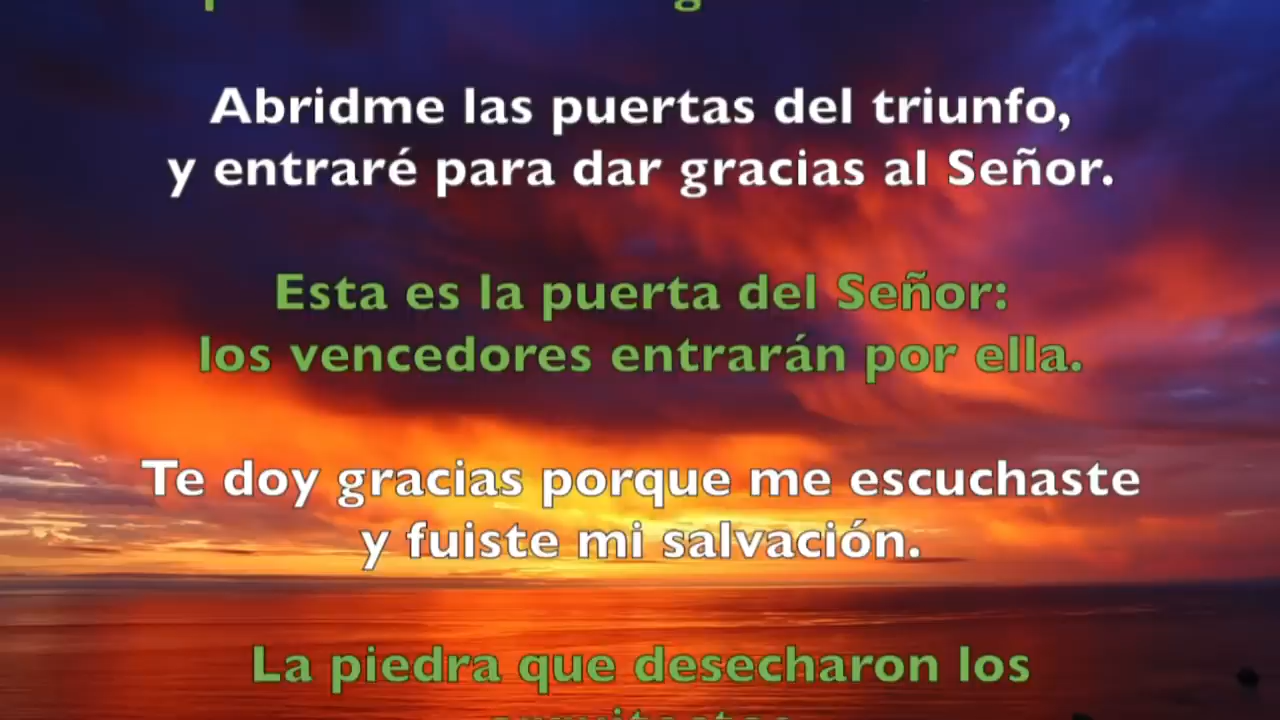 Abridme las puertas del triunfo,
y entraré para dar gracias al Señor.
Esta es la puerta del Señor:
los vencedores entrarán por ella.
Te doy gracias porque me escuchaste
y fuiste mi salvación.
La piedra que desecharon los